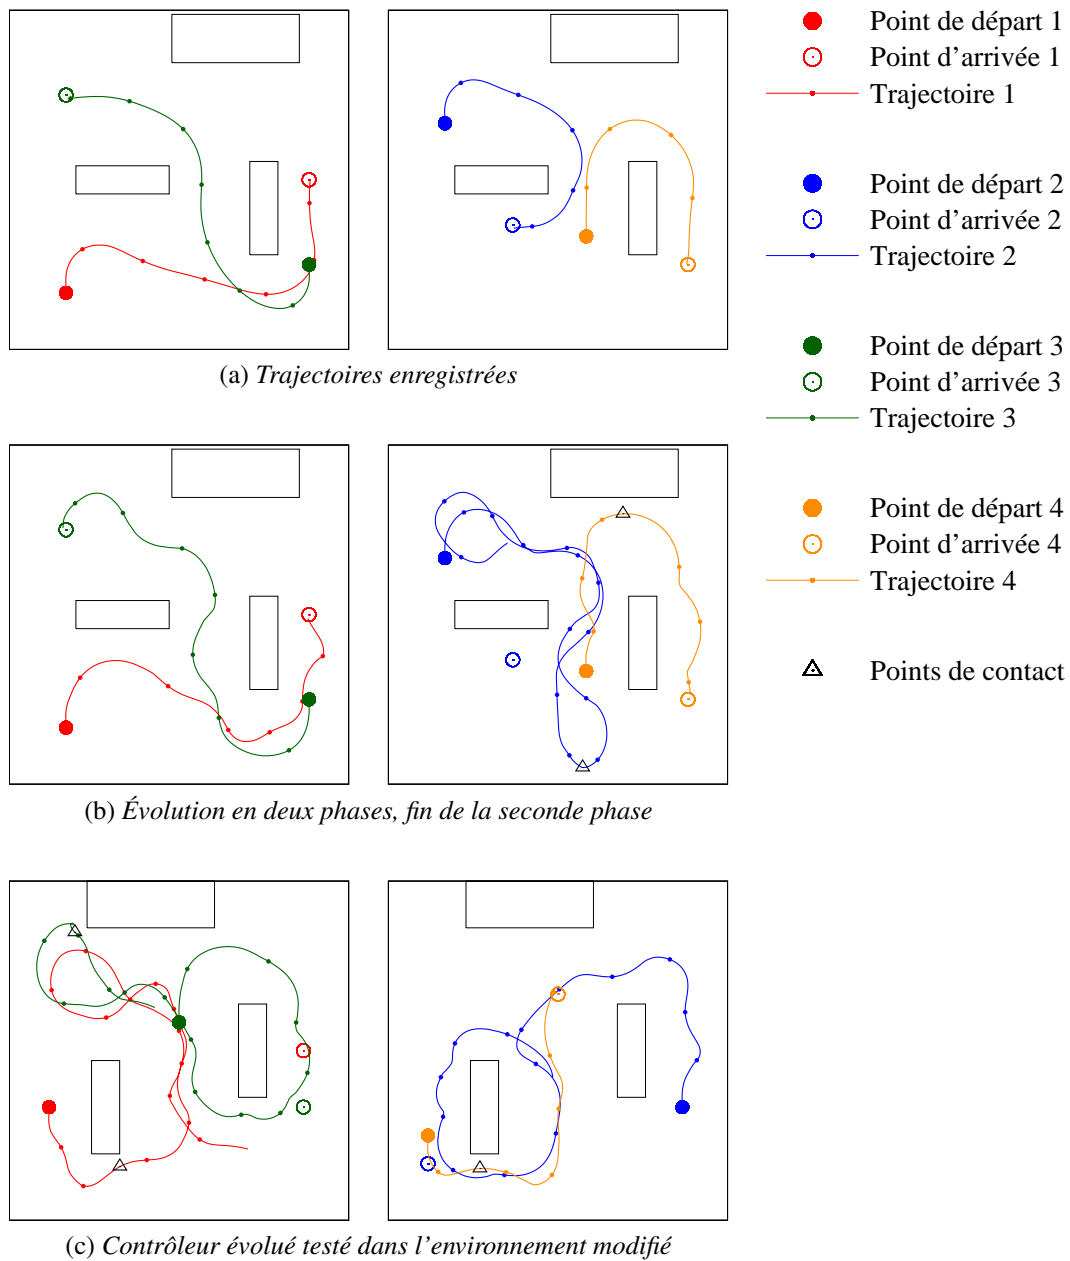 Point de départ 1
Point d'arrivée 1
Trajectoire 1
Point de départ 2
Point d'arrivée 2
Trajectoire 2
Point de départ 3
Point d'arrivée 3
Trajectoire 3
Point de départ 4
Point d'arrivée 4
Trajectoire 4
Points de contact
(a) Trajectoires enregistrées
(b) Évolution en deux phases, fin de la seconde phase
(c) Contrôleur évolué testé dans l'environnement modifié